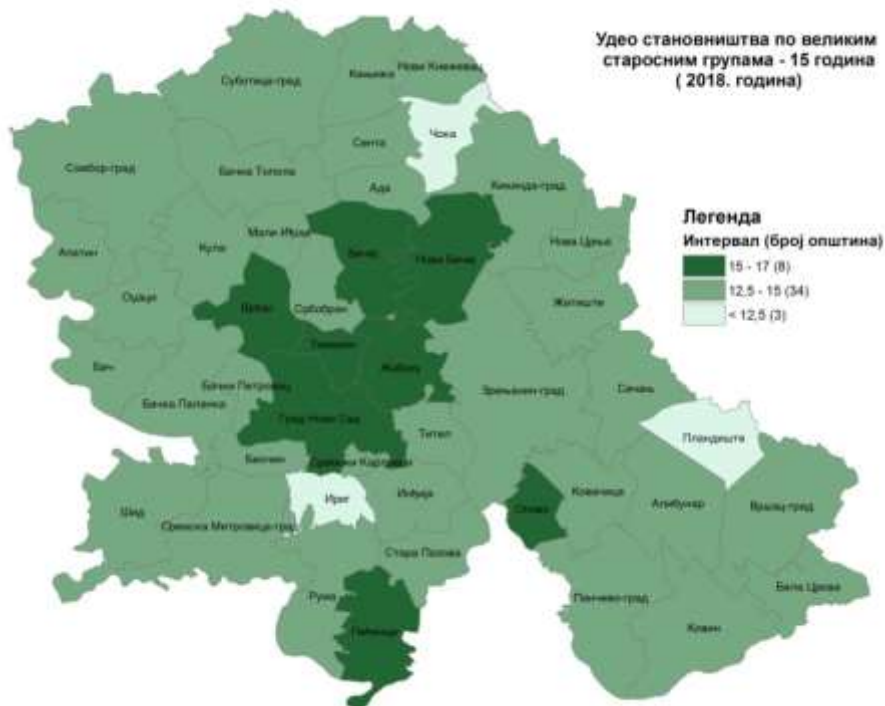 Удео становништва по великим
старосним групама - 15 година
( 2018. година)
Легенда
Интервал (број општина)
15 - 17 (8)
12,5 - 15 (34)
< 12,5 (3)
Нови Кнежевац
Кањижа
Суботица-град
Чока
Сента
Сомбор-град
Бачка Топола
Ада
Кикинда-град
Мали Иђош
Нова Црња
Кула
Бечеј
Нови Бечеј
Апатин
Оџаци
Житиште
Србобран
Врбас
Темерин
Жабаљ
Бач
Бачки Петровац
Зрењанин-град
Сечањ
Бачка Паланка
Град Нови Сад
Тител
Пландиште
Беочин
Сремски Карловци
Ковачица
Ириг
Инђија
Алибунар
Вршац-град
Опово
Шид
Сремска Митровица-град
Стара Пазова
Бела Црква
Рума
Панчево-град
Ковин
Пећинци